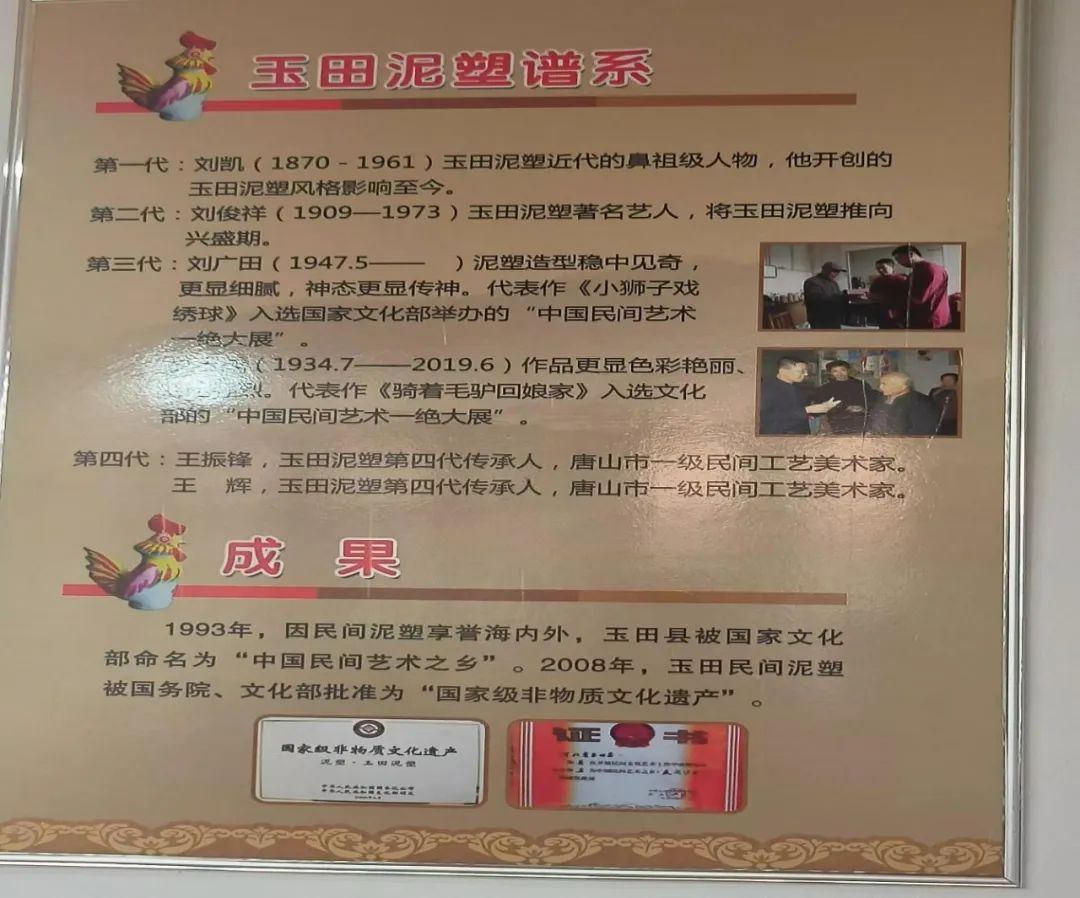 玉田泥塑谱系
第一代：刘凯（1870-1961）玉田泥塑近代的鼻祖级人物，他开创的
玉田泥塑风格影响至今。
第二代：刘俊祥（1909—1973）玉田泥塑著名艺人，将玉田泥塑推向
兴盛期。
第三代：刘广田（1947.5—— ）泥塑造型稳中见奇，
更显细腻，神态更显传神。代表作《小狮子戏
绣球》入选国家文化部举办的“中国民间艺术
一绝大展”。
（1934.7——2019.6）作品更显色彩艳丽、
烈。代表作《骑着毛驴回娘家》入选文化
部的“中国民间艺术一绝大展”。
第四代：王振锋，玉田泥塑第四代传承人，唐山市一级民间工艺美术家。
王 辉，玉田泥塑第四代传承人，唐山市一级民间工艺美术家。
成 果
1993年，因民间泥塑享誉海内外，玉田县被国家文化
部命名为“中国民间艺术之乡”。2008年，玉田民间泥塑
被国务院、文化部批准为“国家级非物质文化遗产”。
国家级非物质文化遗产
泥塑·玉田泥塑
证 书